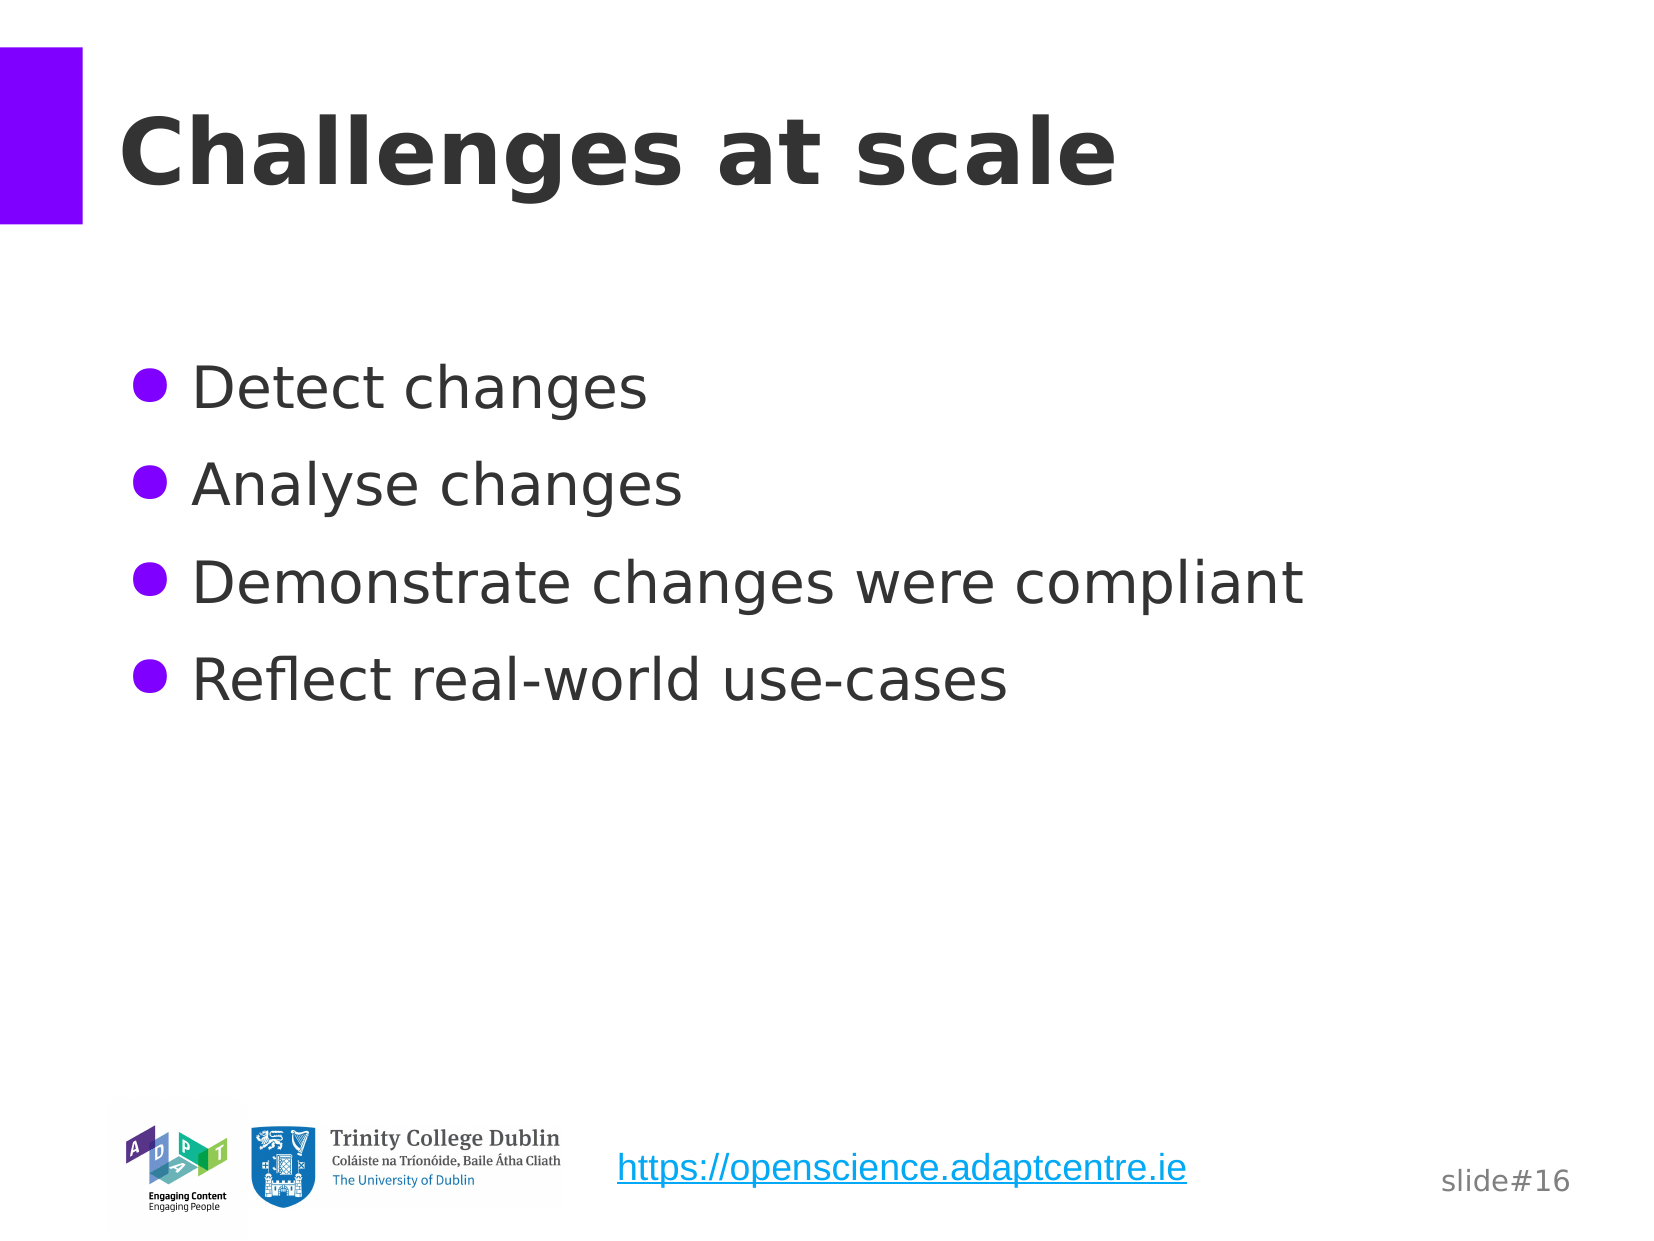 Challenges at scale
Detect changes
Analyse changes
Demonstrate changes were compliant
Reflect real-world use-cases
ADAPT
Engaging Content
Engaging People
Trinity College Dublin
Coláiste na Tríonóide, Baile Átha Cliath
The University of Dublin
https://openscience.adaptcentre.ie
slide#16